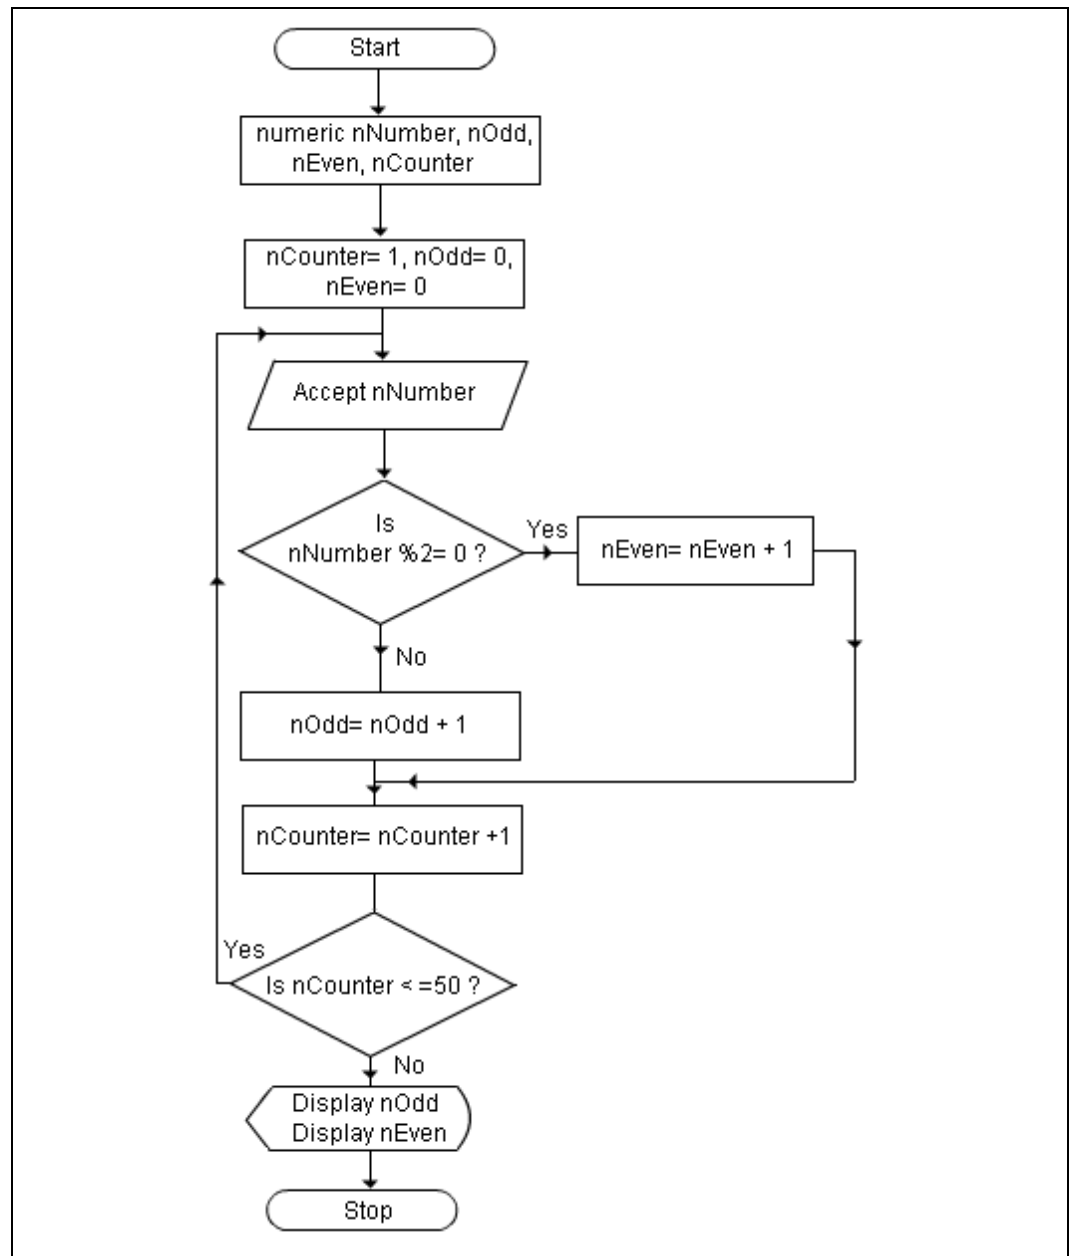 Start
numeric nNumber, nOdd,
nEven, nCounter
nCounter= 1, nOdd= 0,
nEven= 0
Accept nNumber
Is
nNumber %2= 0 ?
Yes
nEven= nEven + 1
No
nOdd= nOdd + 1
nCounter= nCounter +1
Yes
Is nCounter < =50 ?
No
Display nOdd
Display nEven
Stop